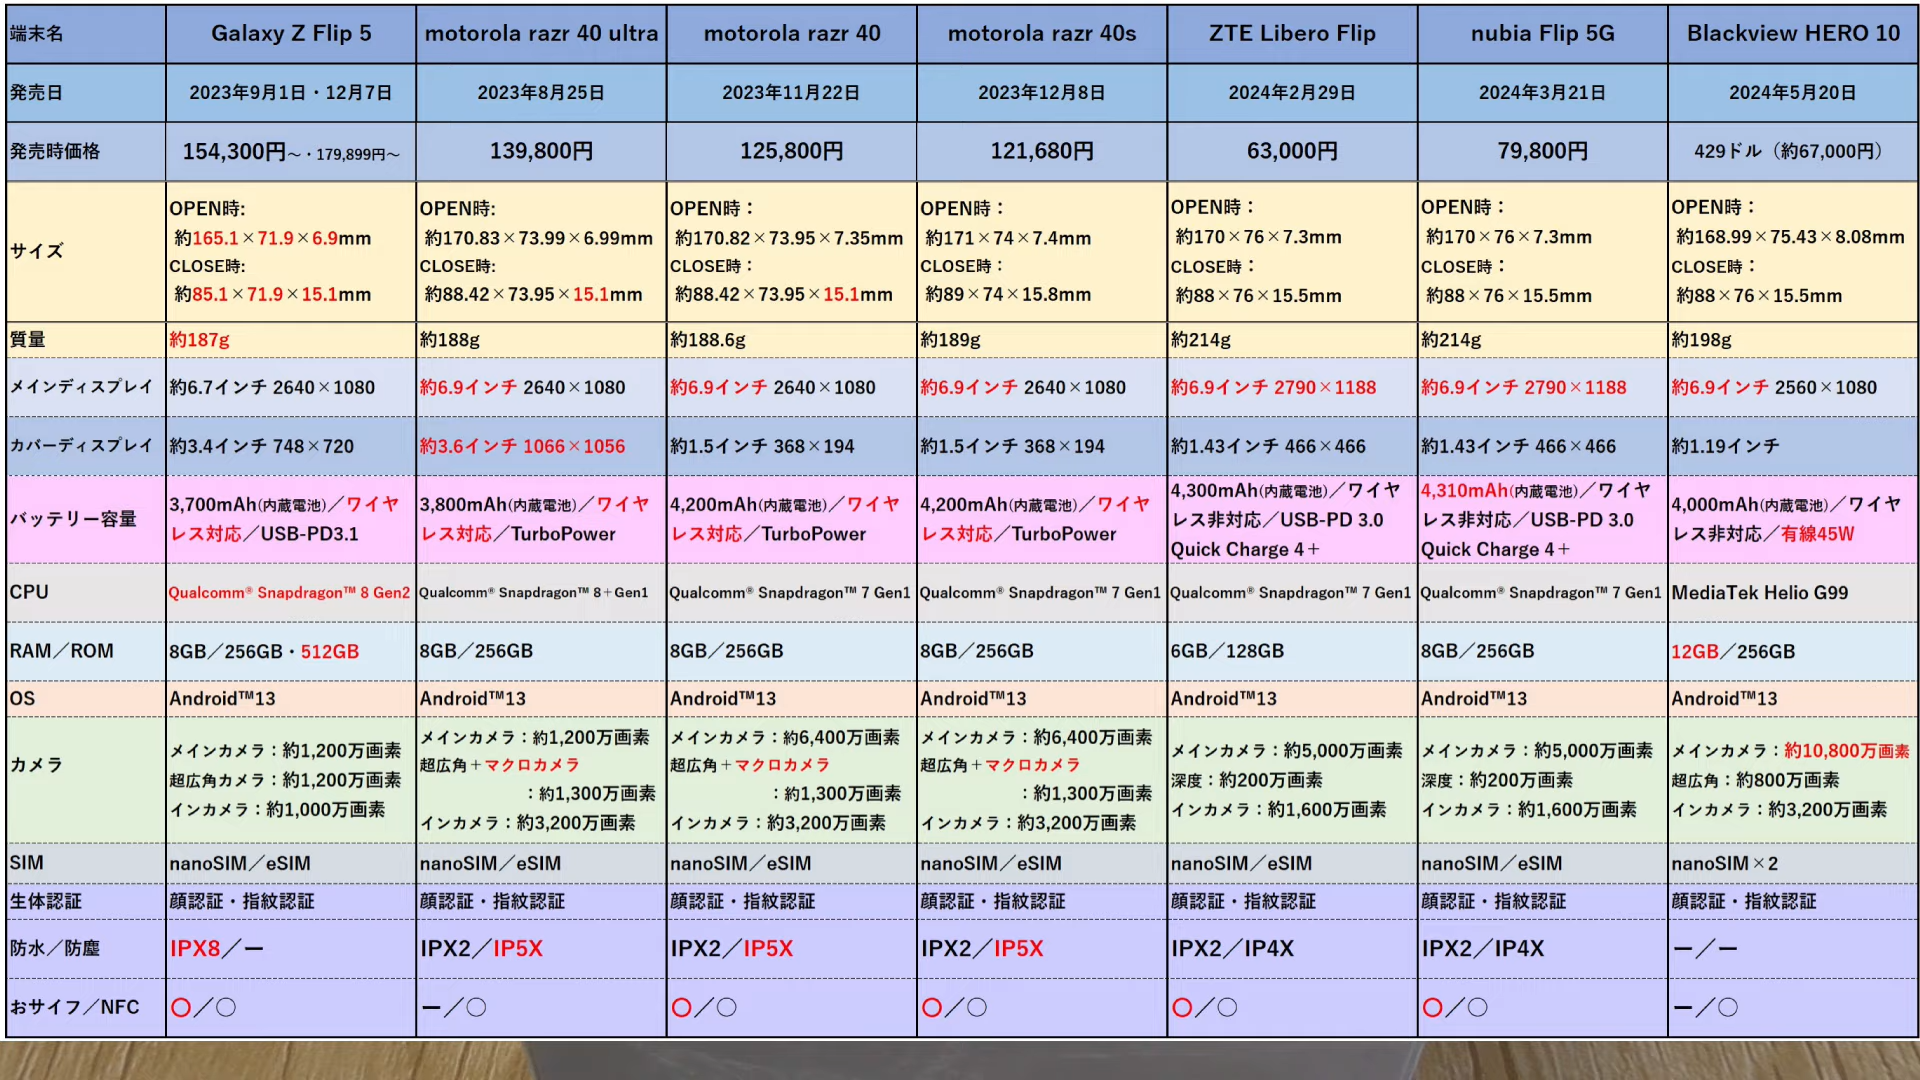 端末名 Galaxy Z Flip 5 motorola razr 40 ultra motorola razr 40 motorola razr 40s ZTE Libero Flip nubia Flip 5G Blackview HERO 10
発売日 2023年9月1日・12月7日 2023年8月25日 2023年11月22日 2023年12月8日 2024年2月29日 2024年3月21日 2024年5月20日
発売時価格 154,300円～・179,899円～ 139,800円 125,800円 121,680円 63,000円 79,800円 429ドル（約67,000円）
サイズ
OPEN時:
約165.1×71.9×6.9mm
CLOSE時:
約85.1×71.9×15.1mm
OPEN時:
約170.83×73.99×6.99mm
CLOSE時:
約88.42×73.95×15.1mm
OPEN時：
約170.82×73.95×7.35mm
CLOSE時：
約88.42×73.95×15.1mm
OPEN時：
約171×74×7.4mm
CLOSE時：
約89×74×15.8mm
OPEN時：
約170×76×7.3mm
CLOSE時：
約88×76×15.5mm
OPEN時：
約170×76×7.3mm
CLOSE時：
約88×76×15.5mm
OPEN時：
約168.99×75.43×8.08mm
CLOSE時：
約88×76×15.5mm
質量 約187g 約188g 約188.6g 約189g 約214g 約214g 約198g
メインディスプレイ 約6.7インチ 2640×1080 約6.9インチ 2640×1080 約6.9インチ 2640×1080 約6.9インチ 2640×1080 約6.9インチ 2790×1188 約6.9インチ 2790×1188 約6.9インチ 2560×1080
カバーディスプレイ 約3.4インチ 748×720 約3.6インチ 1066×1056 約1.5インチ 368×194 約1.5インチ 368×194 約1.43インチ 466×466 約1.43インチ 466×466 約1.19インチ
バッテリー容量
3,700mAh(内蔵電池)／ワイヤ
レス対応／USB-PD3.1
3,800mAh(内蔵電池)／ワイヤ
レス対応／TurboPower
4,200mAh(内蔵電池)／ワイヤ
レス対応／TurboPower
4,200mAh(内蔵電池)／ワイヤ
レス対応／TurboPower
4,300mAh(内蔵電池)／ワイヤ
レス非対応／USB-PD 3.0
Quick Charge 4＋
4,310mAh(内蔵電池)／ワイヤ
レス非対応／USB-PD 3.0
Quick Charge 4＋
4,000mAh(内蔵電池)／ワイヤ
レス非対応／有線45W
CPU Qualcomm® Snapdragon™ 8 Gen2 Qualcomm® Snapdragon™ 8＋Gen1 Qualcomm® Snapdragon™ 7 Gen1 Qualcomm® Snapdragon™ 7 Gen1 Qualcomm® Snapdragon™ 7 Gen1 Qualcomm® Snapdragon™ 7 Gen1 MediaTek Helio G99
RAM／ROM 8GB／256GB・512GB 8GB／256GB 8GB／256GB 8GB／256GB 6GB／128GB 8GB／256GB 12GB／256GB
OS Android™13 Android™13 Android™13 Android™13 Android™13 Android™13 Android™13
カメラ
メインカメラ：約1,200万画素
超広角カメラ：約1,200万画素
インカメラ：約1,000万画素
メインカメラ：約1,200万画素
超広角＋マクロカメラ
：約1,300万画素
インカメラ：約3,200万画素
メインカメラ：約6,400万画素
超広角＋マクロカメラ
：約1,300万画素
インカメラ：約3,200万画素
メインカメラ：約6,400万画素
超広角＋マクロカメラ
：約1,300万画素
インカメラ：約3,200万画素
メインカメラ：約5,000万画素
深度：約200万画素
インカメラ：約1,600万画素
メインカメラ：約5,000万画素
深度：約200万画素
インカメラ：約1,600万画素
メインカメラ：約10,800万画素
超広角：約800万画素
インカメラ：約3,200万画素
SIM nanoSIM／eSIM nanoSIM／eSIM nanoSIM／eSIM nanoSIM／eSIM nanoSIM／eSIM nanoSIM／eSIM nanoSIM×2
生体認証 顔認証・指紋認証 顔認証・指紋認証 顔認証・指紋認証 顔認証・指紋認証 顔認証・指紋認証 顔認証・指紋認証 顔認証・指紋認証
防水／防塵 IPX8／ー IPX2／IP5X IPX2／IP5X IPX2／IP5X IPX2／IP4X IPX2／IP4X ー／ー
おサイフ／NFC 〇／〇 ー／〇 〇／〇 〇／〇 〇／〇 〇／〇 ー／〇